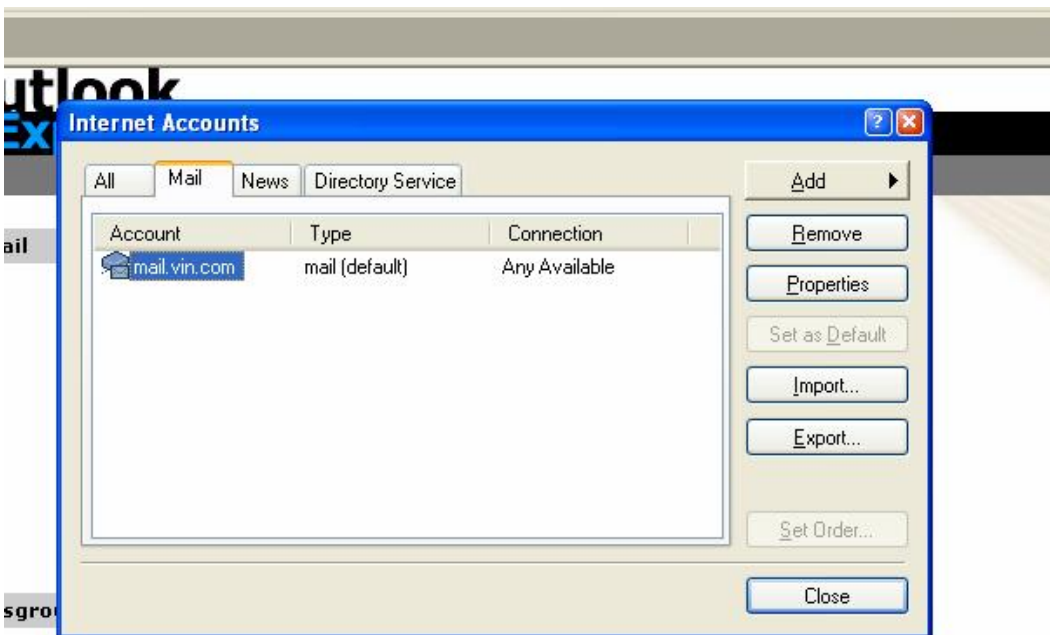 utlook
Ex
Internet Accounts
All Mail News Directory Service
Add
Account Type Connection
Remove
ail
mail.vin.com mail (default) Any Available
Properties
Set as Default
Import...
Export...
Set Order...
Close
sgro